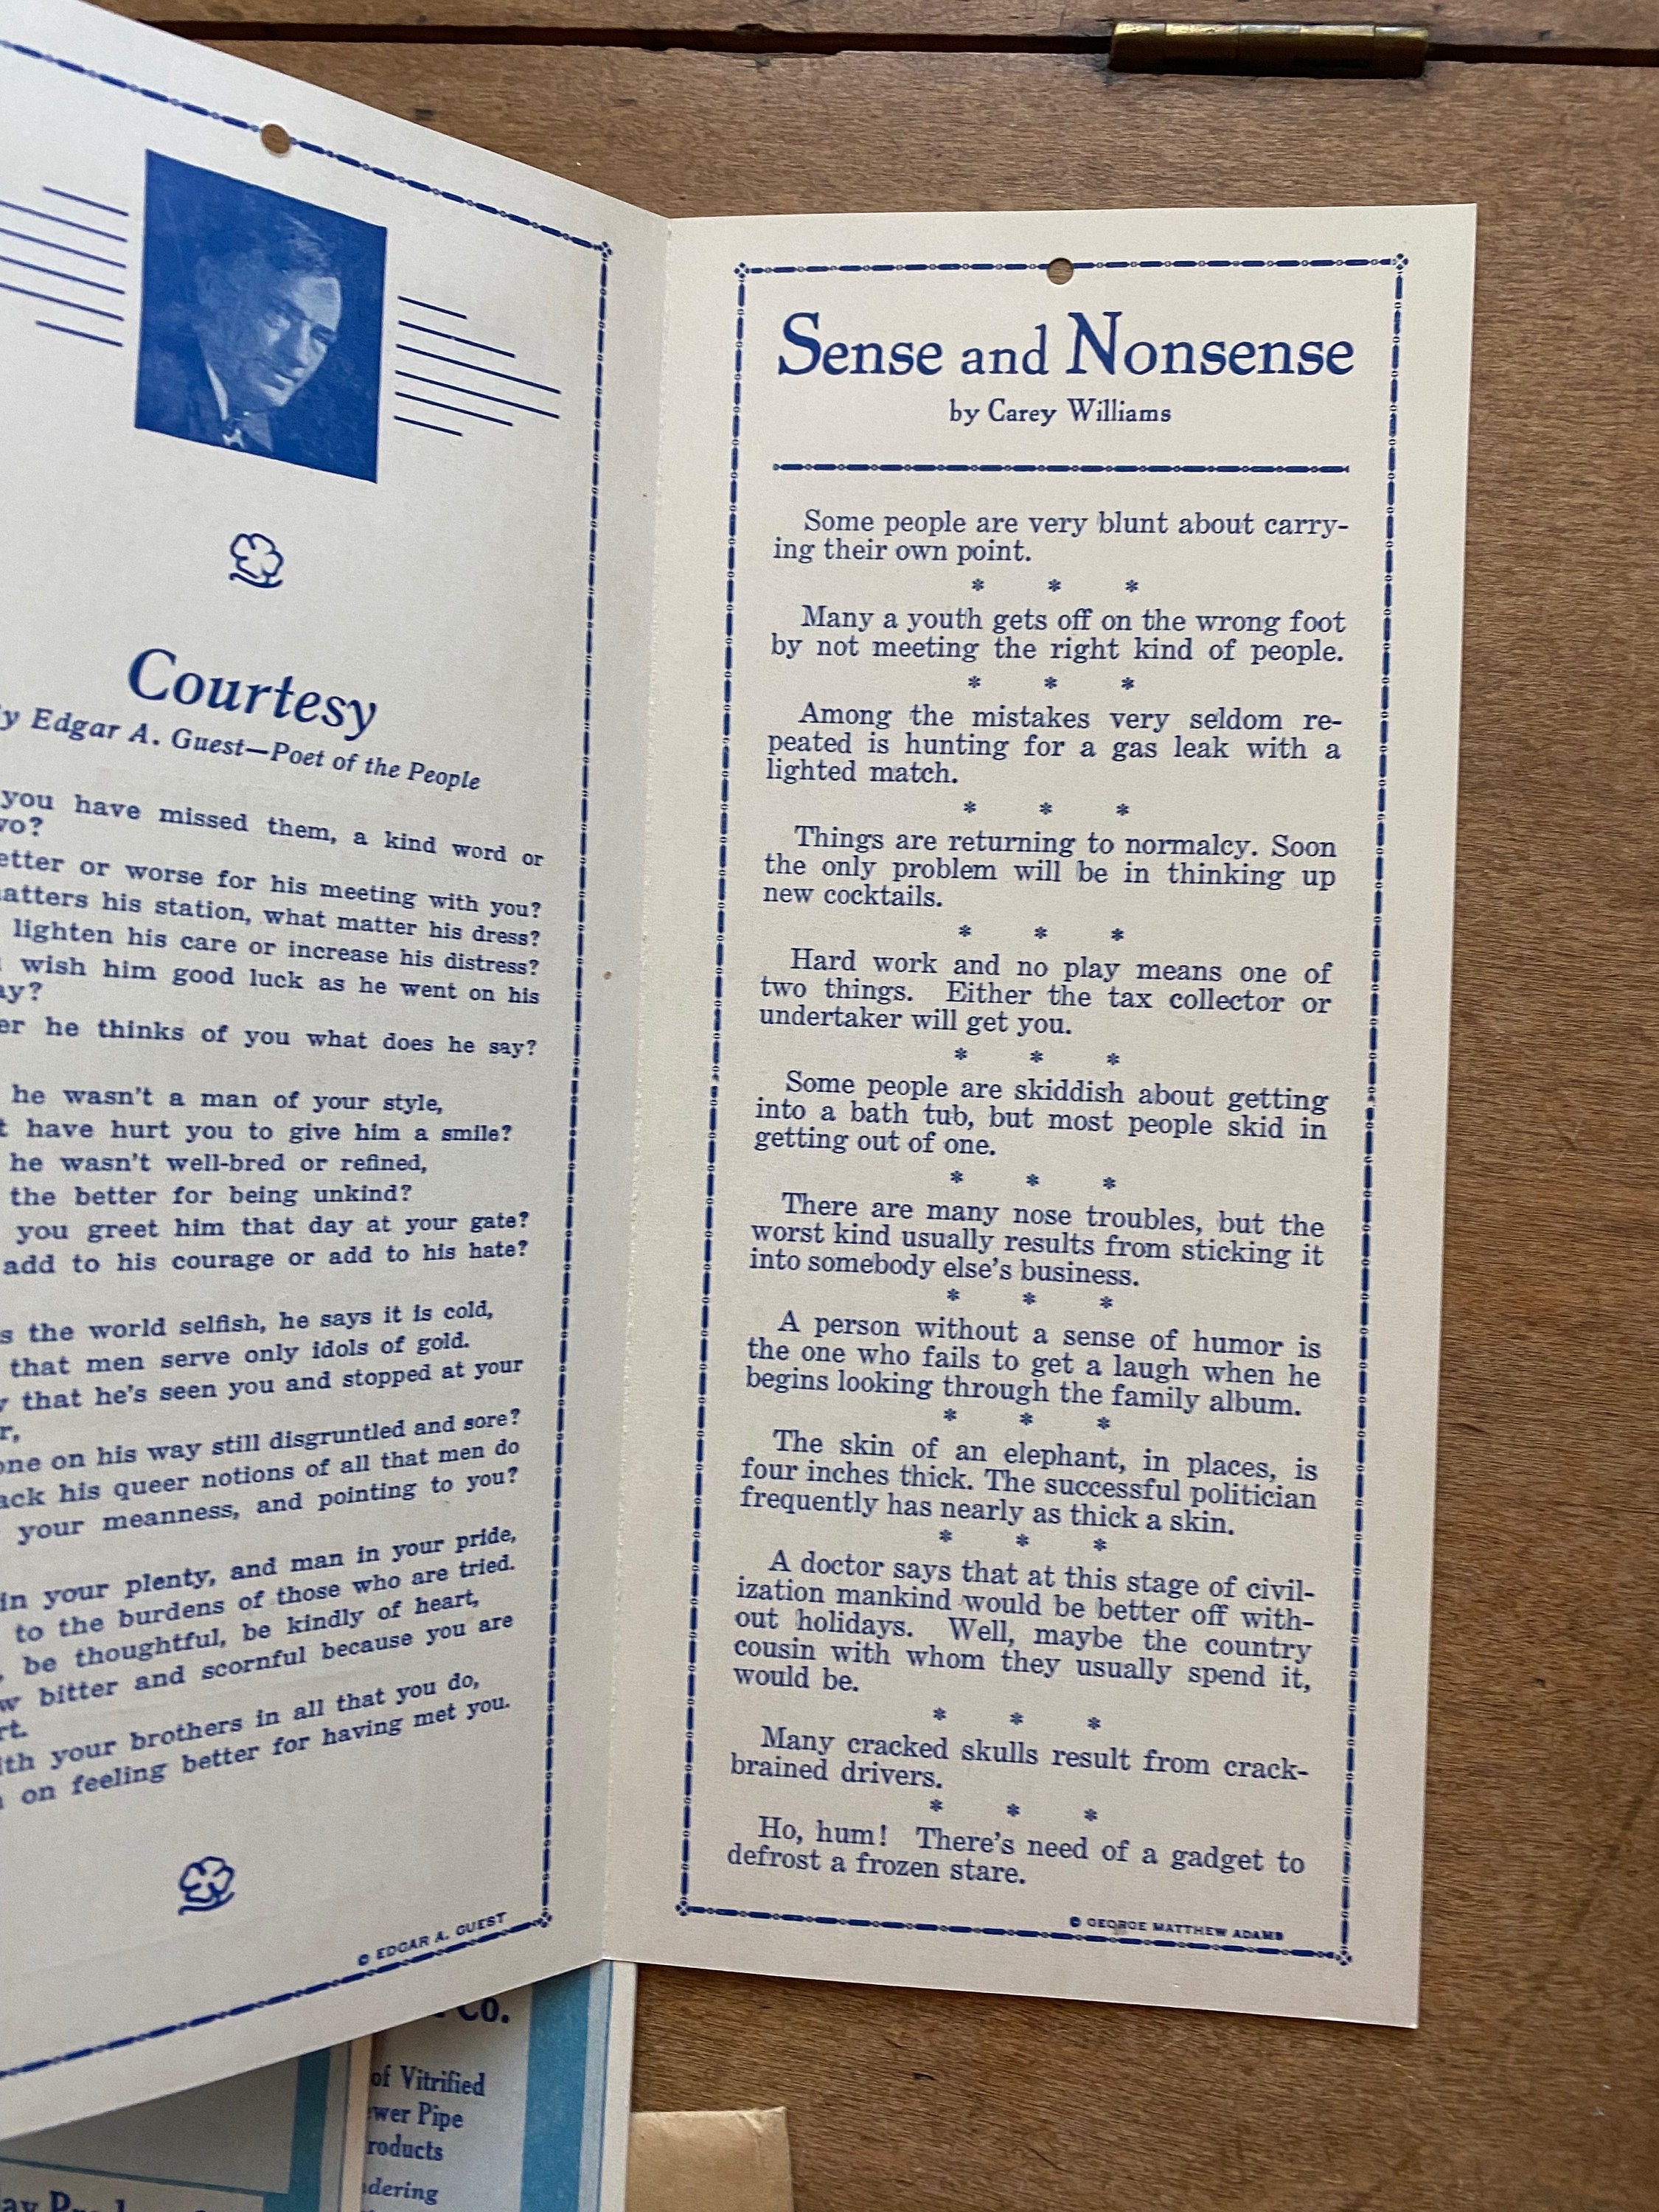 Courtesy
Edgar A. Guest—Poet of the People
you have missed them, a kind word or
or worse for his meeting with you?
his station, what matter his dress?
lighten his care or increase his distress?
wish him good luck as he went on his
he thinks of you what does he say?
he wasn't a man of your style,
have hurt you to give him a smile?
he wasn't well-bred or refined,
the better for being unkind?
you greet him that day at your gate?
add to his courage or add to his hate?
the world selfish, he says it is cold,
that men serve only idols of gold.
that he's seen you and stopped at your
on his way still disgruntled and sore?
his queer notions of all that men do
your meanness, and pointing to you?
in your plenty, and man in your pride,
to the burdens of those who are tried.
be thoughtful, be kindly of heart,
bitter and scornful because you are
your brothers in all that you do,
on feeling better for having met you.
© EDGAR A. GUEST
Sense and Nonsense
by Carey Williams
Some people are very blunt about carry-
ing their own point.
* * *
Many a youth gets off on the wrong foot
by not meeting the right kind of people.
* * *
Among the mistakes very seldom re-
peated is hunting for a gas leak with a
lighted match.
* * *
Things are returning to normalcy. Soon
the only problem will be in thinking up
new cocktails.
* * *
Hard work and no play means one of
two things. Either the tax collector or
undertaker will get you.
* * *
Some people are skiddish about getting
into a bath tub, but most people skid in
getting out of one.
* * *
There are many nose troubles, but the
worst kind usually results from sticking it
into somebody else's business.
* * *
A person without a sense of humor is
the one who fails to get a laugh when he
begins looking through the family album.
* * *
The skin of an elephant, in places, is
four inches thick. The successful politician
frequently has nearly as thick a skin.
* * *
A doctor says that at this stage of civil-
ization mankind would be better off with-
out holidays. Well, maybe the country
cousin with whom they usually spend it,
would be.
* * *
Many cracked skulls result from crack-
brained drivers.
* * *
Ho, hum! There's need of a gadget to
defrost a frozen stare.
© GEORGE MATTHEW ADAMS
Co.
of Vitrified
Pipe